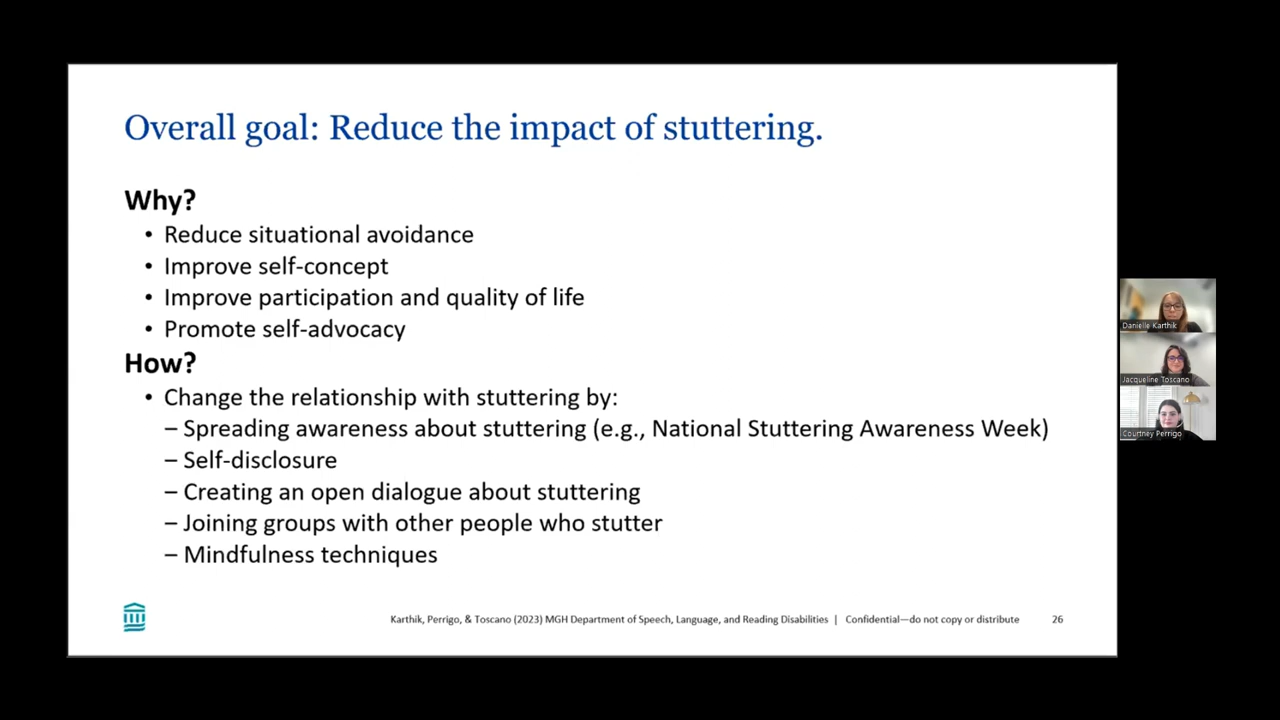 Overall goal: Reduce the impact of stuttering.
Why?
• Reduce situational avoidance
• Improve self-concept
• Improve participation and quality of life
• Promote self-advocacy
How?
• Change the relationship with stuttering by:
– Spreading awareness about stuttering (e.g., National Stuttering Awareness Week)
– Self-disclosure
– Creating an open dialogue about stuttering
– Joining groups with other people who stutter
– Mindfulness techniques
Karthik, Perrigo, & Toscano (2023) MGH Department of Speech, Language, and Reading Disabilities | Confidential—do not copy or distribute 26
Danielle Karthik
Jacqueline Toscano
Courtney Perrigo